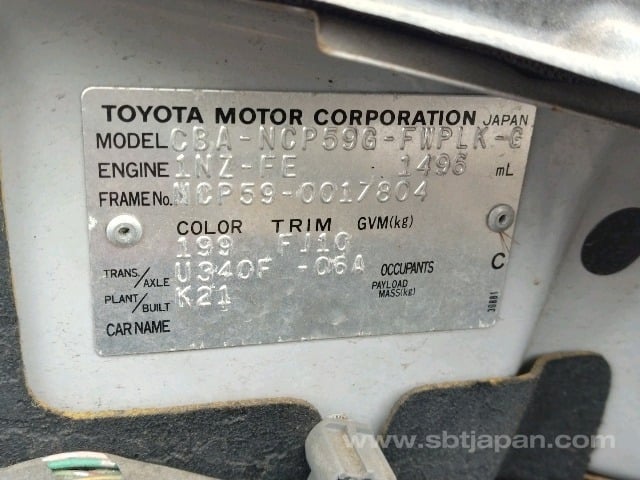 TOYOTA MOTOR CORPORATION JAPAN
MODEL CBA-NCP59G-FWPLK-G
ENGINE 1NZ-FE 1496 mL
FRAME No. NCP59-0017804
COLOR TRIM GVM(kg)
199 FJ10
TRANS./AXLE U340F -06A OCCUPANTS C
PLANT/BUILT K21 PAYLOAD MASS(kg)
CAR NAME
30881
www.sbtjapan.com